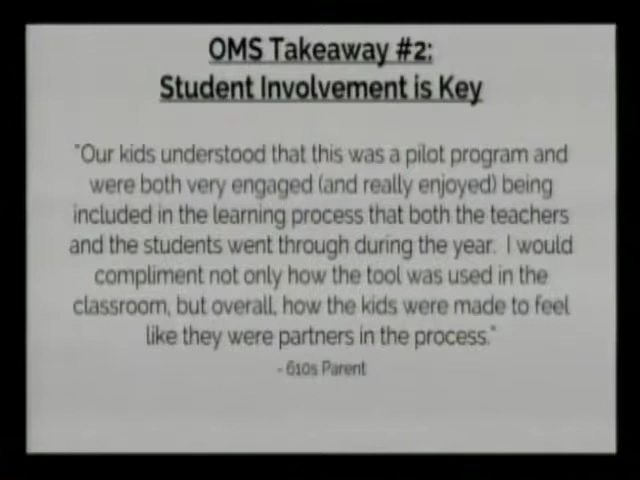 OMS Takeaway #2:
Student Involvement is Key
"Our kids understood that this was a pilot program and
were both very engaged (and really enjoyed) being
included in the learning process that both the teachers
and the students went through during the year.  I would
compliment not only how the tool was used in the
classroom, but overall, how the kids were made to feel
like they were partners in the process."
- 610s Parent